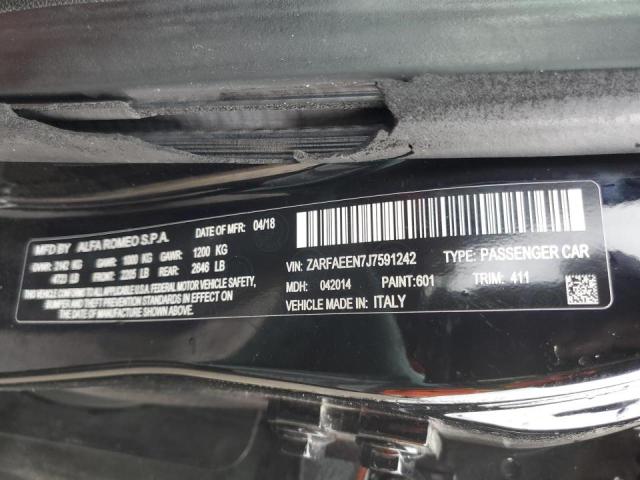 MFD BY ALFA ROMEO S.P.A. DATE OF MFR: 04/18
GVWR: 2142 KG GAWR: 1000 KG GAWR: 1200 KG
4723 LB FRONT: 2205 LB REAR: 2646 LB
THIS VEHICLE CONFORMS TO ALL APPLICABLE U.S.A. FEDERAL MOTOR VEHICLE SAFETY,
BUMPER, AND THEFT PREVENTION STANDARDS IN EFFECT ON
THE DATE OF MANUFACTURE SHOWN ABOVE.
VIN: ZARFAEEN7J7591242 TYPE: PASSENGER CAR
MDH: 042014 PAINT:601 TRIM: 411
VEHICLE MADE IN: ITALY